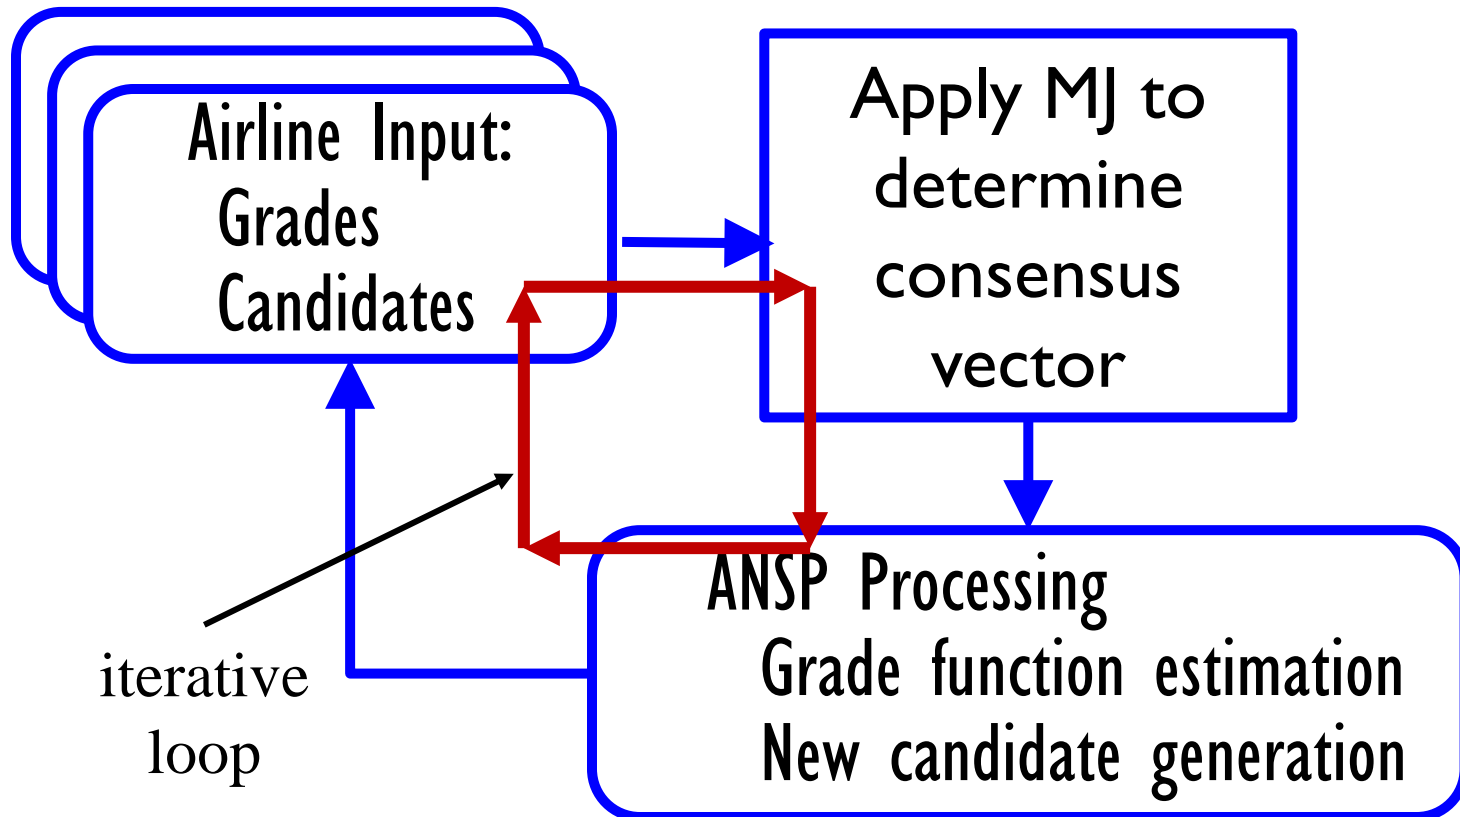 Airline Input:
Grades
Candidates
Apply MJ to
determine
consensus
vector
ANSP Processing
Grade function estimation
New candidate generation
iterative
loop